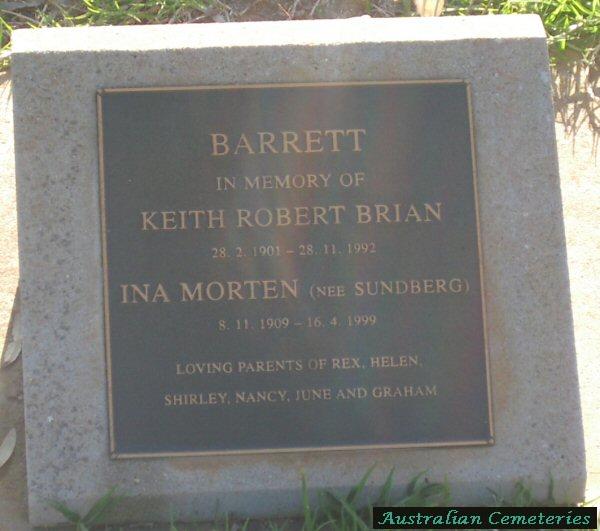 BARRETT
IN MEMORY OF
KEITH ROBERT BRIAN
28. 2. 1901 – 28. 11. 1992
INA MORTEN (NEE SUNDBERG)
8. 11. 1909 – 16. 4. 1999
LOVING PARENTS OF REX, HELEN,
SHIRLEY, NANCY, JUNE AND GRAHAM
Australian Cemeteries